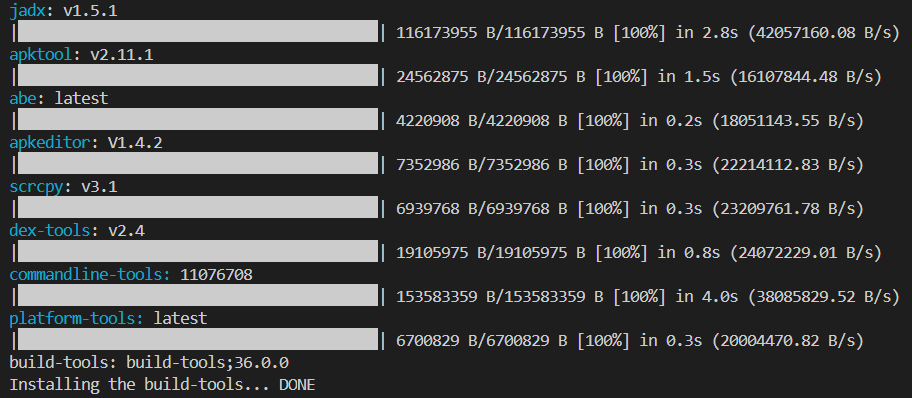 jadx: v1.5.1
| | 116173955 B/116173955 B [100%] in 2.8s (42057160.08 B/s)
apktool: v2.11.1
| | 24562875 B/24562875 B [100%] in 1.5s (16107844.48 B/s)
abe: latest
| | 4220908 B/4220908 B [100%] in 0.2s (18051143.55 B/s)
apkeditor: V1.4.2
| | 7352986 B/7352986 B [100%] in 0.3s (22214112.83 B/s)
scrcpy: v3.1
| | 6939768 B/6939768 B [100%] in 0.3s (23209761.78 B/s)
dex-tools: v2.4
| | 19105975 B/19105975 B [100%] in 0.8s (24072229.01 B/s)
commandline-tools: 11076708
| | 153583359 B/153583359 B [100%] in 4.0s (38085829.52 B/s)
platform-tools: latest
| | 6700829 B/6700829 B [100%] in 0.3s (20004470.82 B/s)
build-tools: build-tools;36.0.0
Installing the build-tools... DONE